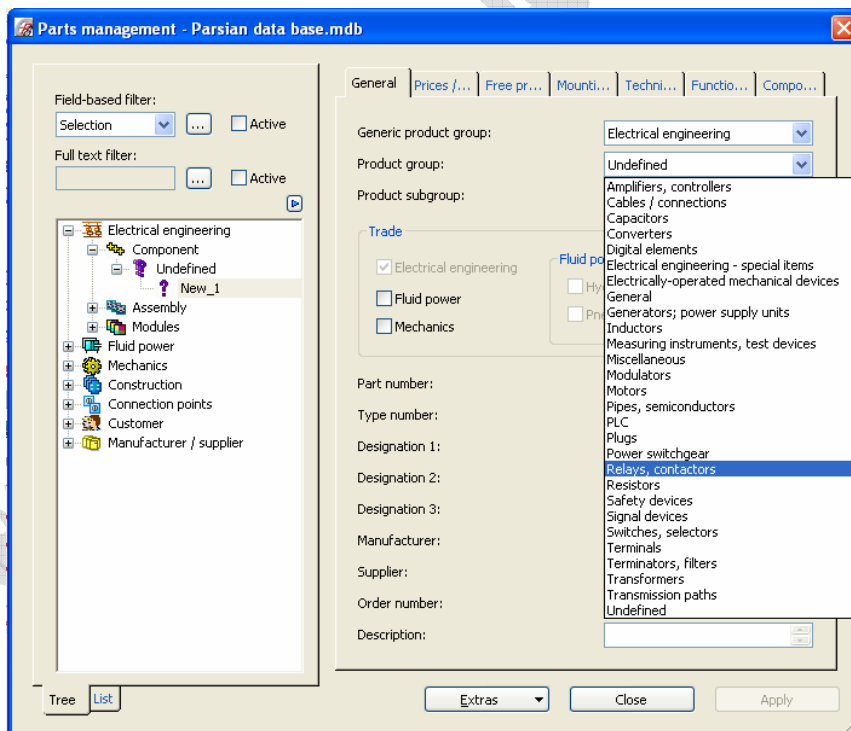 Parts management - Parsian data base.mdb
Field-based filter:
Selection
...
Active
Full text filter:
...
Active
Electrical engineering
Component
Undefined
New_1
Assembly
Modules
Fluid power
Mechanics
Construction
Connection points
Customer
Manufacturer / supplier
Tree
List
General
Prices /...
Free pr...
Mounti...
Techni...
Functio...
Compo...
Generic product group:
Electrical engineering
Product group:
Undefined
Product subgroup:
Trade
Electrical engineering
Fluid power
Mechanics
Fluid po
Hy
Pne
Part number:
Type number:
Designation 1:
Designation 2:
Designation 3:
Manufacturer:
Supplier:
Order number:
Description:
Amplifiers, controllers
Cables / connections
Capacitors
Converters
Digital elements
Electrical engineering - special items
Electrically-operated mechanical devices
General
Generators; power supply units
Inductors
Measuring instruments, test devices
Miscellaneous
Modulators
Motors
Pipes, semiconductors
PLC
Plugs
Power switchgear
Relays, contactors
Resistors
Safety devices
Signal devices
Switches, selectors
Terminals
Terminators, filters
Transformers
Transmission paths
Undefined
Extras
Close
Apply